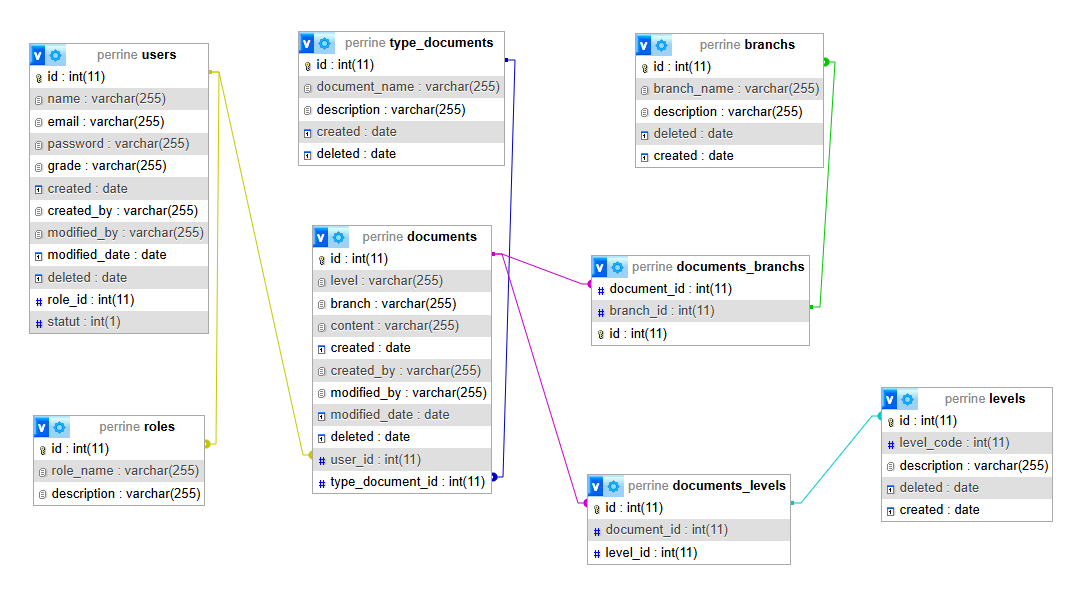 v perrine users
id : int(11)
name : varchar(255)
email : varchar(255)
password : varchar(255)
grade : varchar(255)
created : date
created_by : varchar(255)
modified_by : varchar(255)
modified_date : date
deleted : date
# role_id : int(11)
# statut : int(1)
v perrine roles
id : int(11)
role_name : varchar(255)
description : varchar(255)
v perrine type_documents
id : int(11)
document_name : varchar(255)
description : varchar(255)
created : date
deleted : date
v perrine documents
id : int(11)
level : varchar(255)
branch : varchar(255)
content : varchar(255)
created : date
created_by : varchar(255)
modified_by : varchar(255)
modified_date : date
deleted : date
# user_id : int(11)
# type_document_id : int(11)
v perrine branchs
id : int(11)
branch_name : varchar(255)
description : varchar(255)
deleted : date
created : date
v perrine documents_branchs
# document_id : int(11)
# branch_id : int(11)
id : int(11)
v perrine documents_levels
id : int(11)
# document_id : int(11)
# level_id : int(11)
v perrine levels
id : int(11)
# level_code : int(11)
description : varchar(255)
deleted : date
created : date